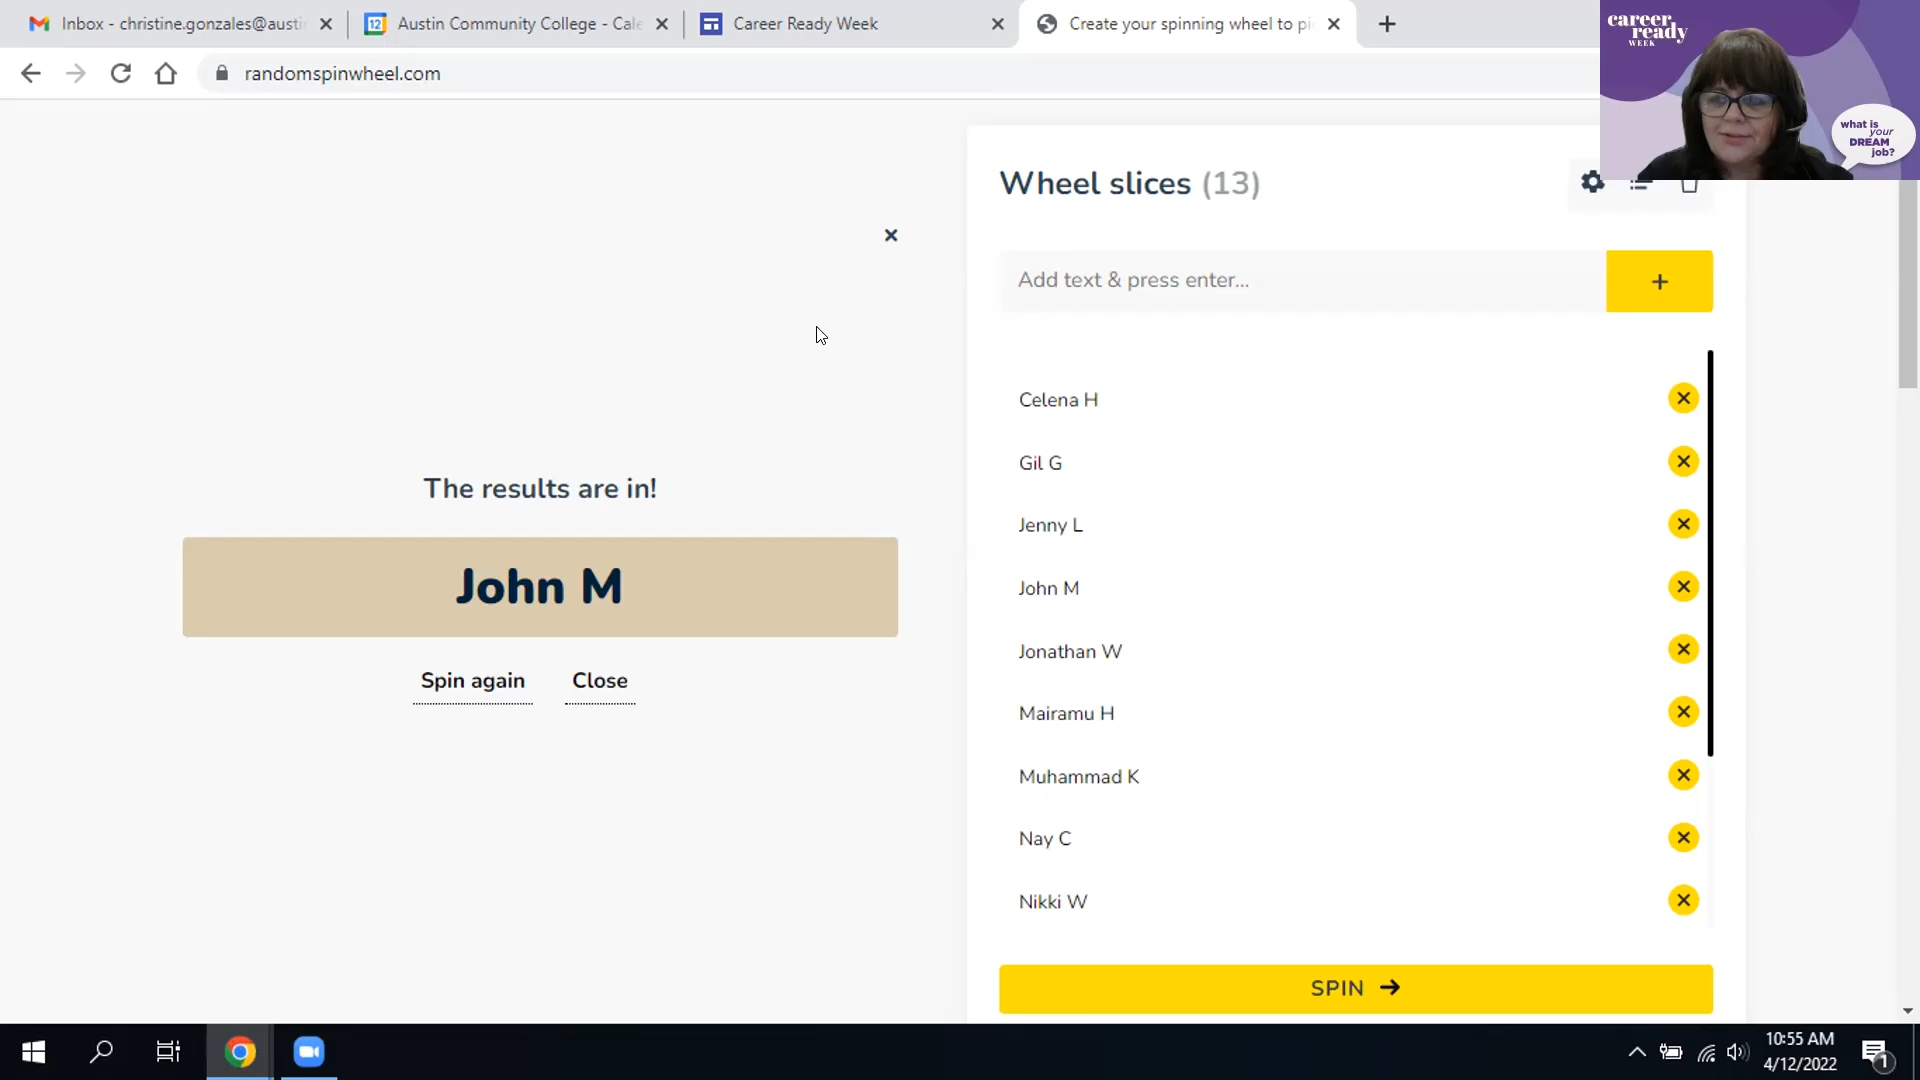 Inbox - christine.gonzales@austi
Austin Community College - Cale
Career Ready Week
Create your spinning wheel to pi
randomspinwheel.com
career
ready
WEEK
what is
your
DREAM
job?
Wheel slices (13)
Add text & press enter...
+
Celena H
Gil G
Jenny L
John M
Jonathan W
Mairamu H
Muhammad K
Nay C
Nikki W
SPIN
The results are in!
John M
Spin again
Close
12
10:55 AM
4/12/2022
1